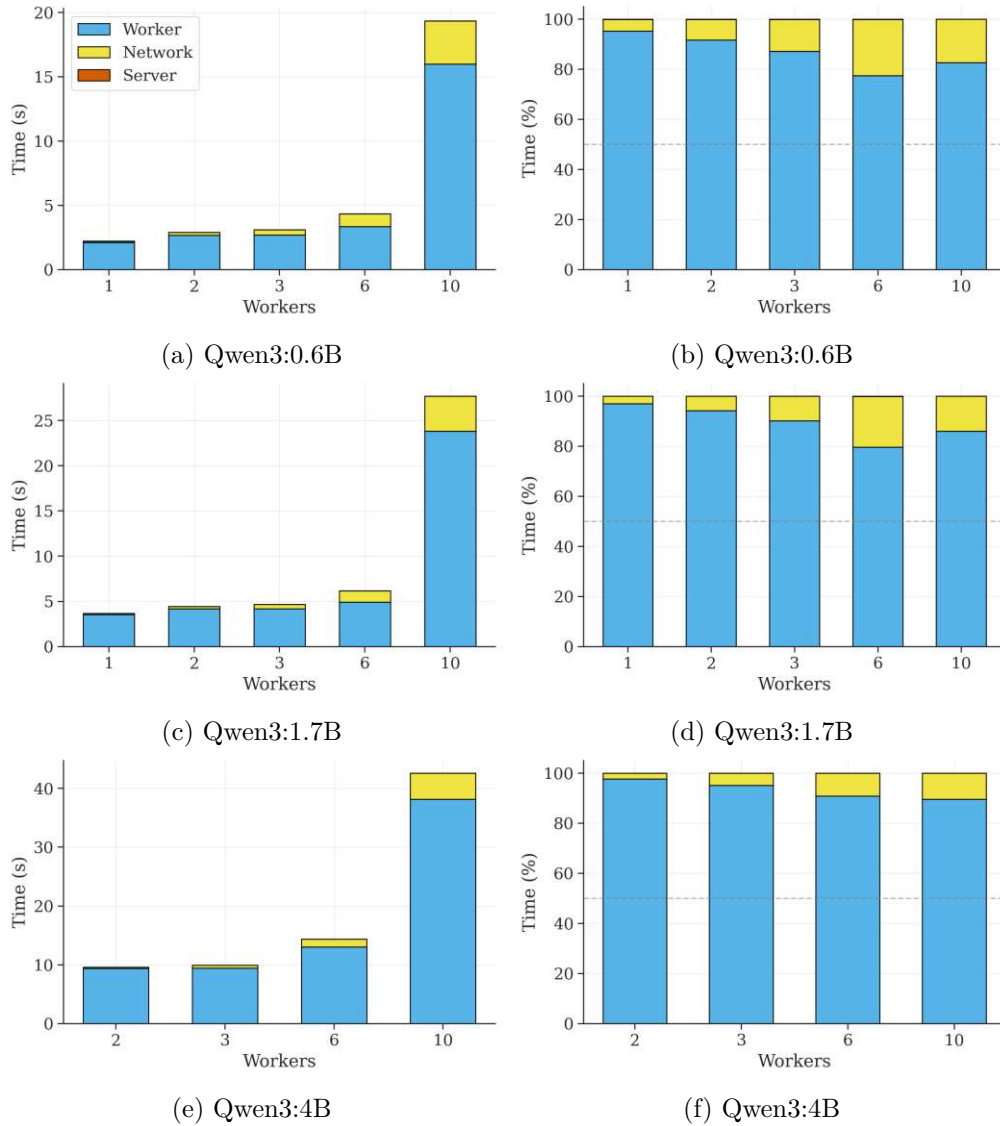 20
15
10
5
0
Time (s)
Worker
Network
Server
1 2 3 6 10
Workers
(a) Qwen3:0.6B
100
80
60
40
20
0
Time (%)
1 2 3 6 10
Workers
(b) Qwen3:0.6B
25
20
15
10
5
0
Time (s)
1 2 3 6 10
Workers
(c) Qwen3:1.7B
100
80
60
40
20
0
Time (%)
1 2 3 6 10
Workers
(d) Qwen3:1.7B
40
30
20
10
0
Time (s)
2 3 6 10
Workers
(e) Qwen3:4B
100
80
60
40
20
0
Time (%)
2 3 6 10
Workers
(f) Qwen3:4B